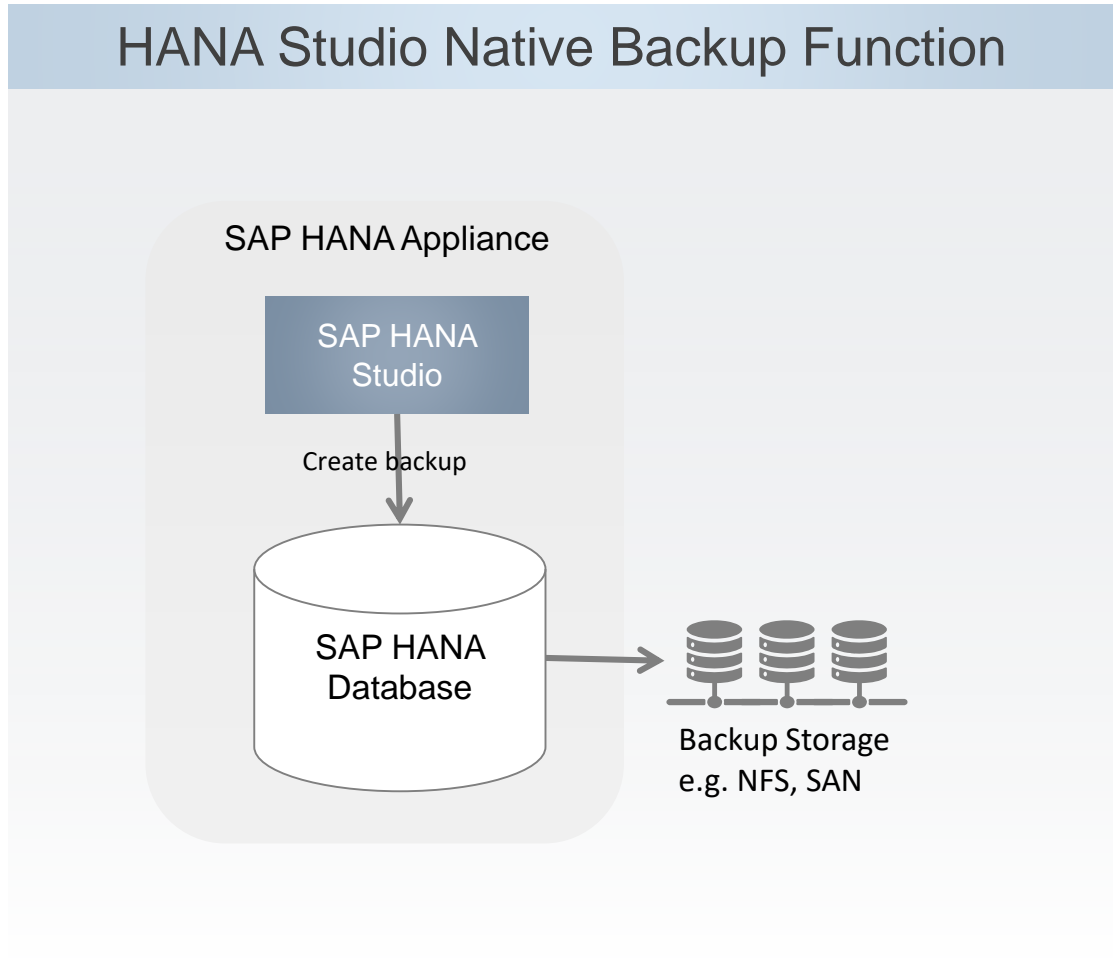 HANA Studio Native Backup Function
SAP HANA Appliance
SAP HANA
Studio
Create backup
SAP HANA
Database
Backup Storage
e.g. NFS, SAN